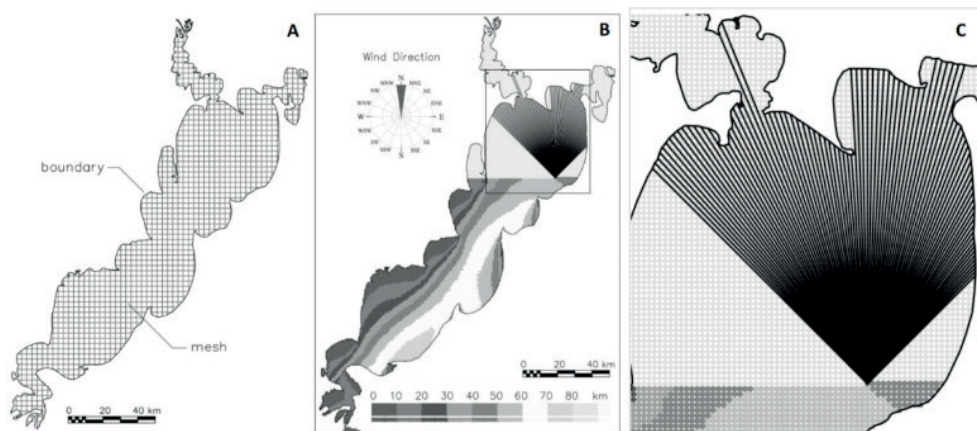 A
boundary
mesh
0 20 40 km
B
Wind Direction
N
NNW NNE
NW NE
WNW ENE
W E
WSW ESE
SW SE
SSW SSE
S
0 20 40 km
0 10 20 30 40 50 60 70 80 km
C